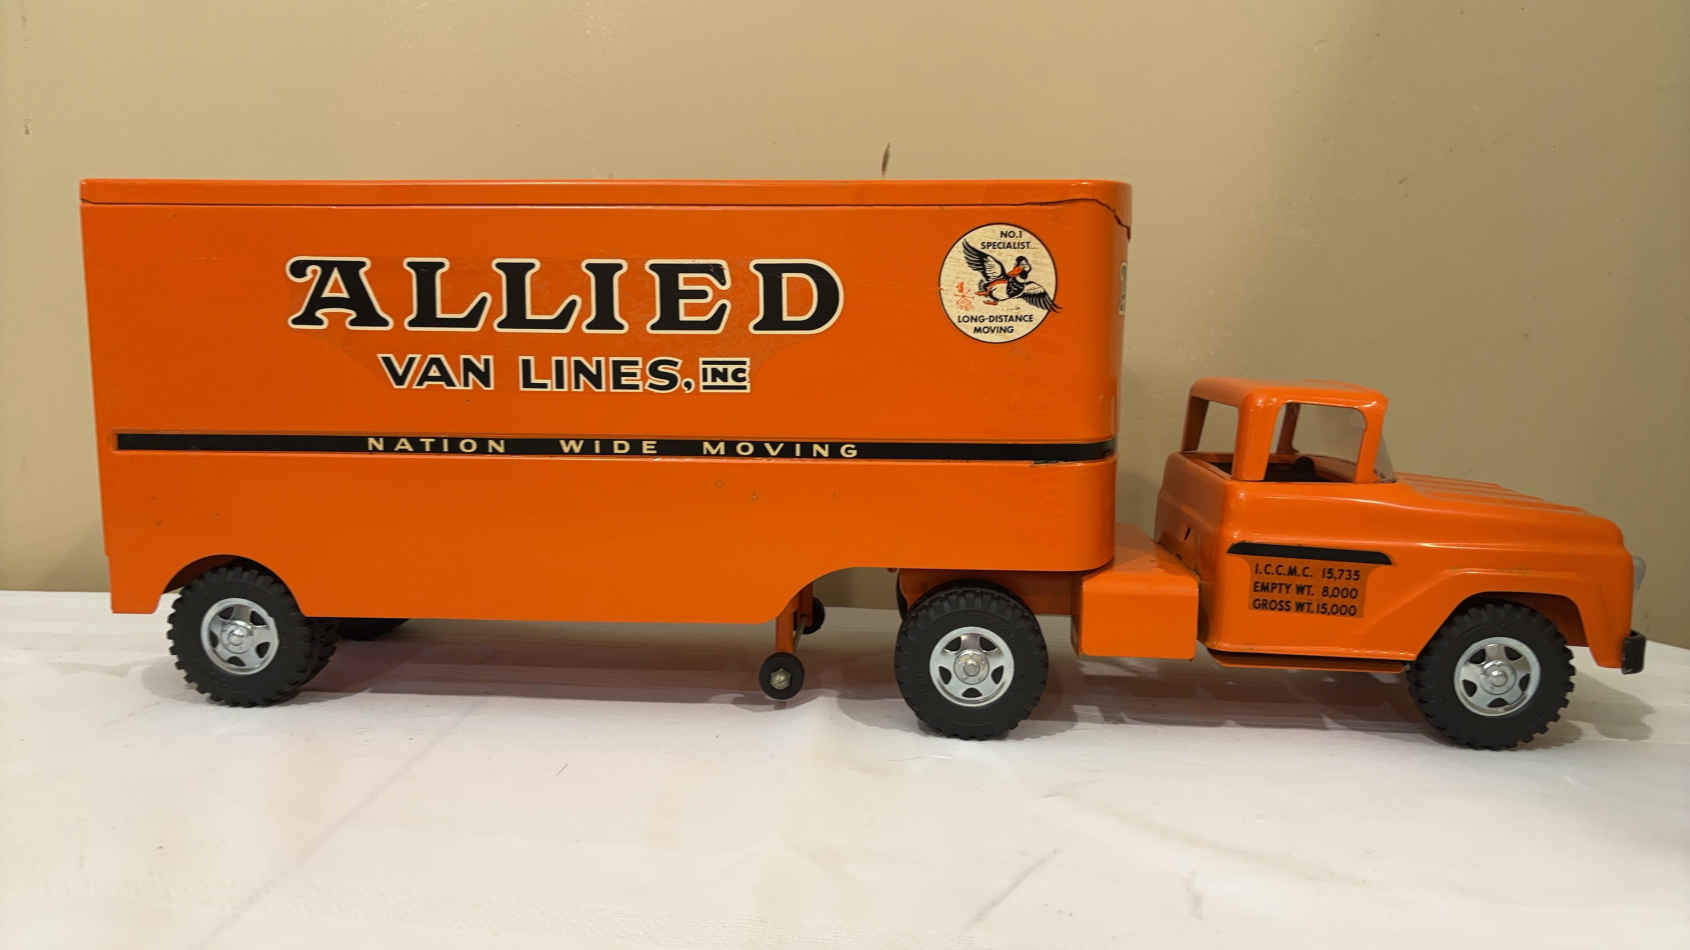 ALLIED
VAN LINES, INC
NATION WIDE MOVING
NO.1
SPECIALIST
LONG-DISTANCE
MOVING
I.C.C.M.C. 15,735
EMPTY WT. 8,000
GROSS WT. 15,000